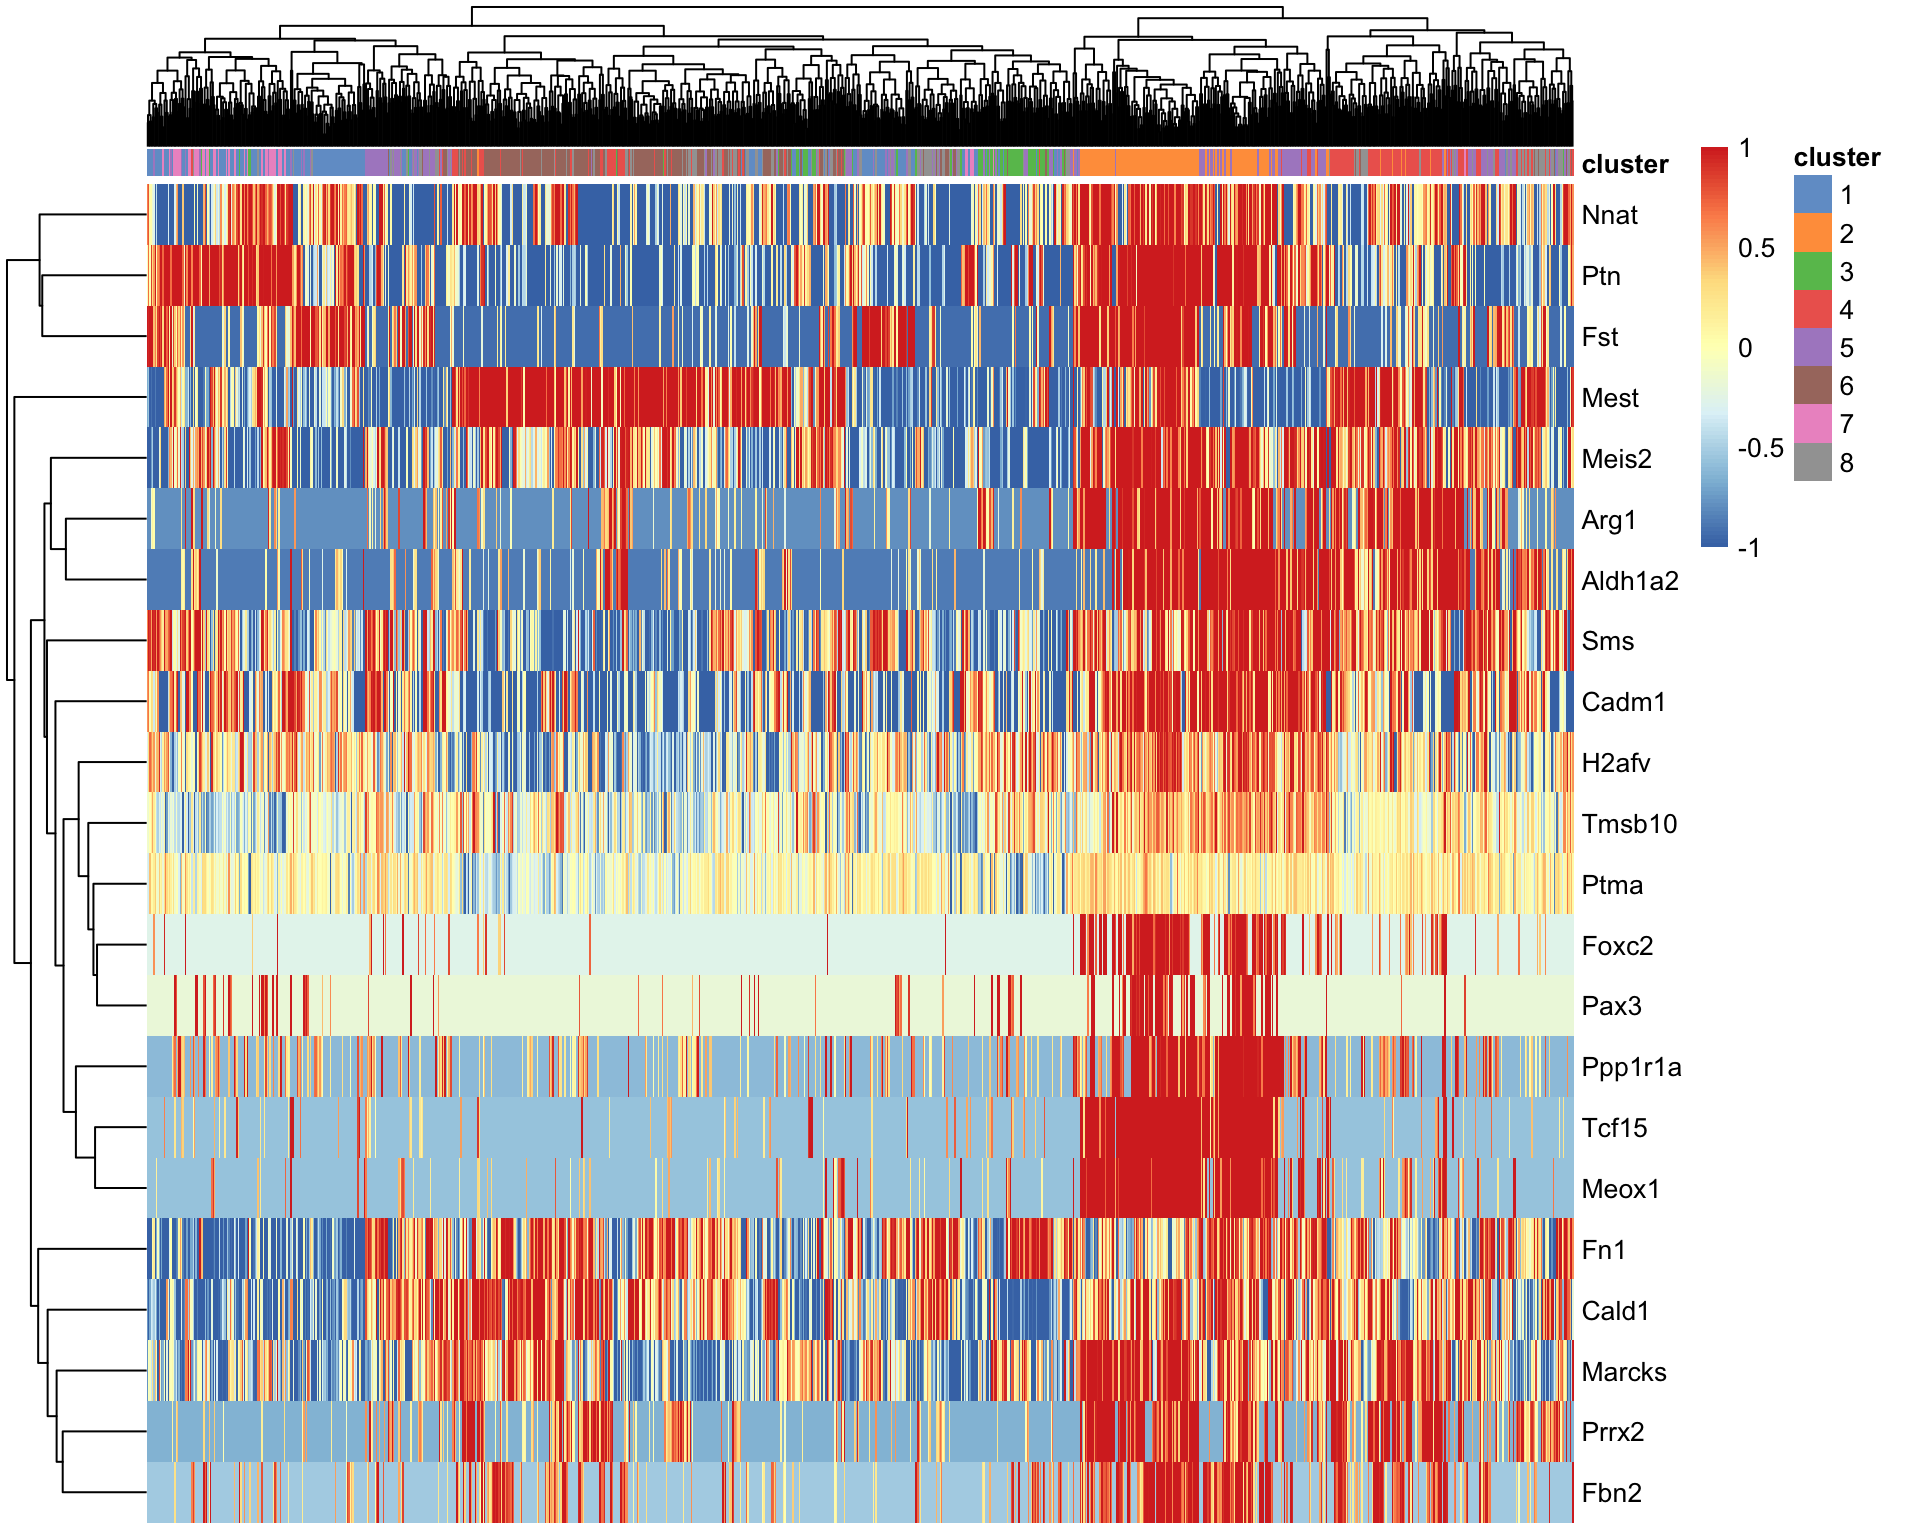 cluster
Nnat
Ptn
Fst
Mest
Meis2
Arg1
Aldh1a2
Sms
Cadm1
H2afv
Tmsb10
Ptma
Foxc2
Pax3
Ppp1r1a
Tcf15
Meox1
Fn1
Cald1
Marcks
Prrx2
Fbn2
1
0.5
0
-0.5
-1
cluster
1
2
3
4
5
6
7
8